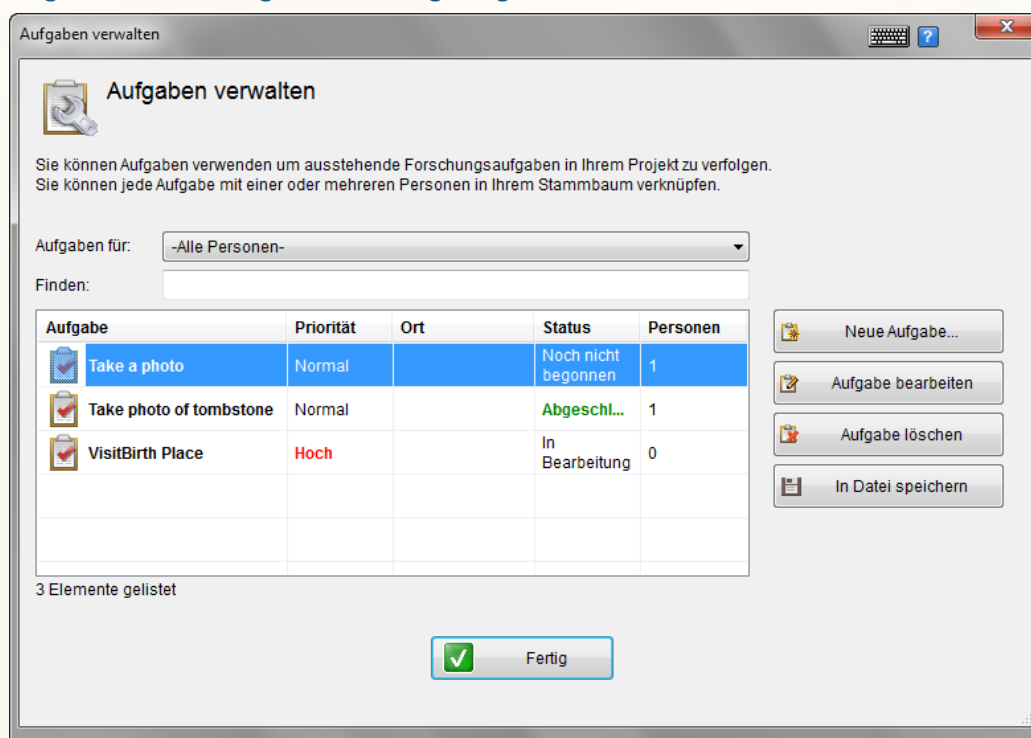 Aufgaben verwalten
?
Aufgaben verwalten
Sie können Aufgaben verwenden um ausstehende Forschungsaufgaben in Ihrem Projekt zu verfolgen.
Sie können jede Aufgabe mit einer oder mehreren Personen in Ihrem Stammbaum verknüpfen.
Aufgaben für: -Alle Personen-
Finden:
Aufgabe Priorität Ort Status Personen
Take a photo Normal Noch nicht begonnen 1
Take photo of tombstone Normal Abgeschl... 1
VisitBirth Place Hoch In Bearbeitung 0
Neue Aufgabe...
Aufgabe bearbeiten
Aufgabe löschen
In Datei speichern
3 Elemente gelistet
Fertig